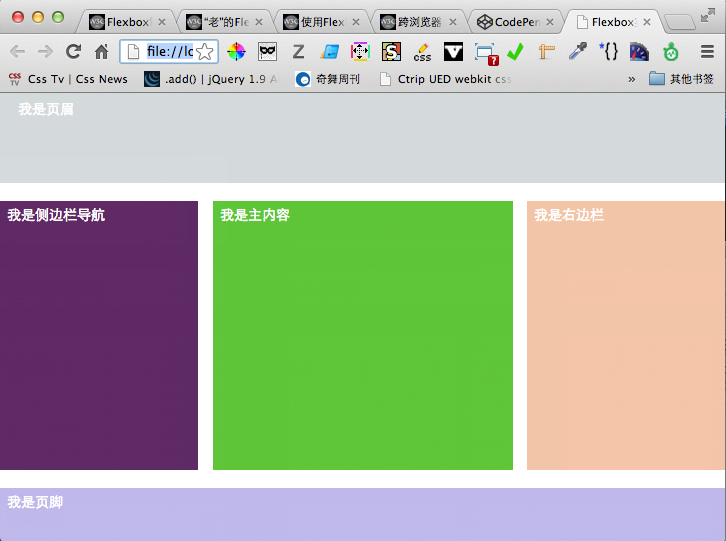 Flexbox
"老"的Fle
使用Flex
跨浏览器
CodePen
Flexbox
file://lc
Css Tv | Css News
.add() | jQuery 1.9 A
奇舞周刊
Ctrip UED webkit css
»
其他书签
我是页眉
我是侧边栏导航
我是主内容
我是右边栏
我是页脚